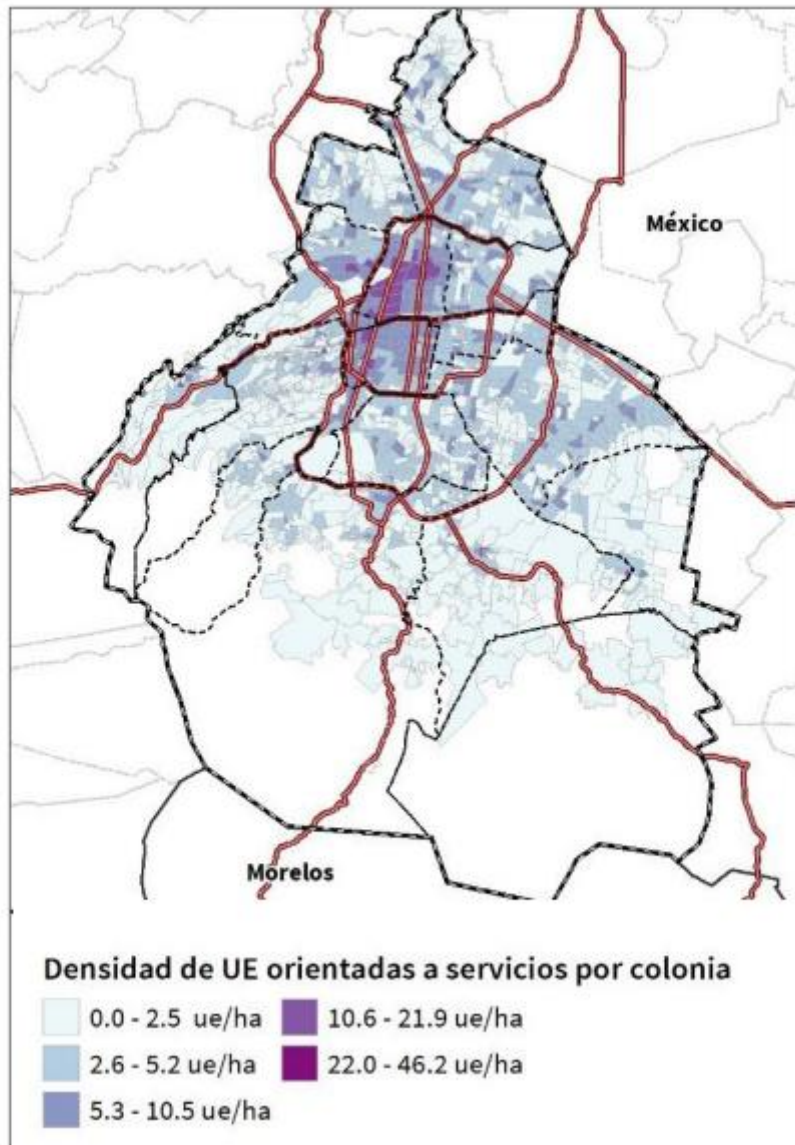 México
Morelos
Densidad de UE orientadas a servicios por colonia
0.0 - 2.5 ue/ha
2.6 - 5.2 ue/ha
5.3 - 10.5 ue/ha
10.6 - 21.9 ue/ha
22.0 - 46.2 ue/ha